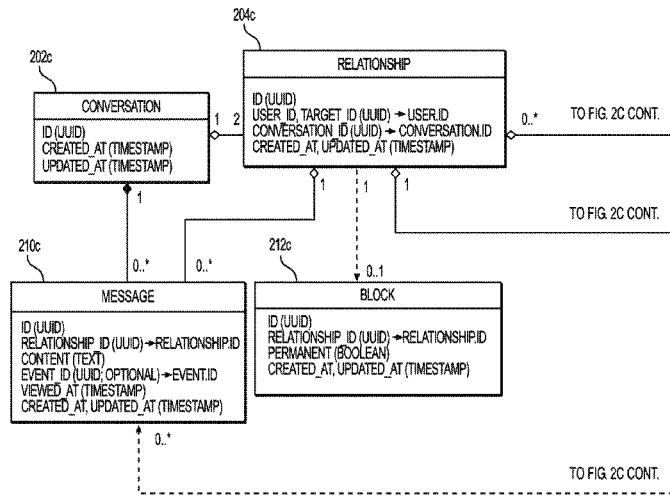 204c
202c
RELATIONSHIP
CONVERSATION
ID (UUID)
USER_ID, TARGET_ID (UUID) → USER.ID
CONVERSATION_ID (UUID) → CONVERSATION.ID
CREATED_AT, UPDATED_AT (TIMESTAMP)
ID (UUID)
CREATED_AT (TIMESTAMP)
UPDATED_AT (TIMESTAMP)
1
2
0..*
TO FIG. 2C CONT.
1
1
1
1
TO FIG. 2C CONT.
210c
0..*
0..*
212c
0..1
MESSAGE
BLOCK
ID (UUID)
RELATIONSHIP_ID (UUID)→RELATIONSHIP.ID
CONTENT (TEXT)
EVENT_ID (UUID; OPTIONAL)→EVENT.ID
VIEWED_AT (TIMESTAMP)
CREATED_AT, UPDATED_AT (TIMESTAMP)
ID (UUID)
RELATIONSHIP_ID (UUID)→RELATIONSHIP.ID
PERMANENT (BOOLEAN)
CREATED_AT, UPDATED_AT (TIMESTAMP)
0..*
TO FIG. 2C CONT.